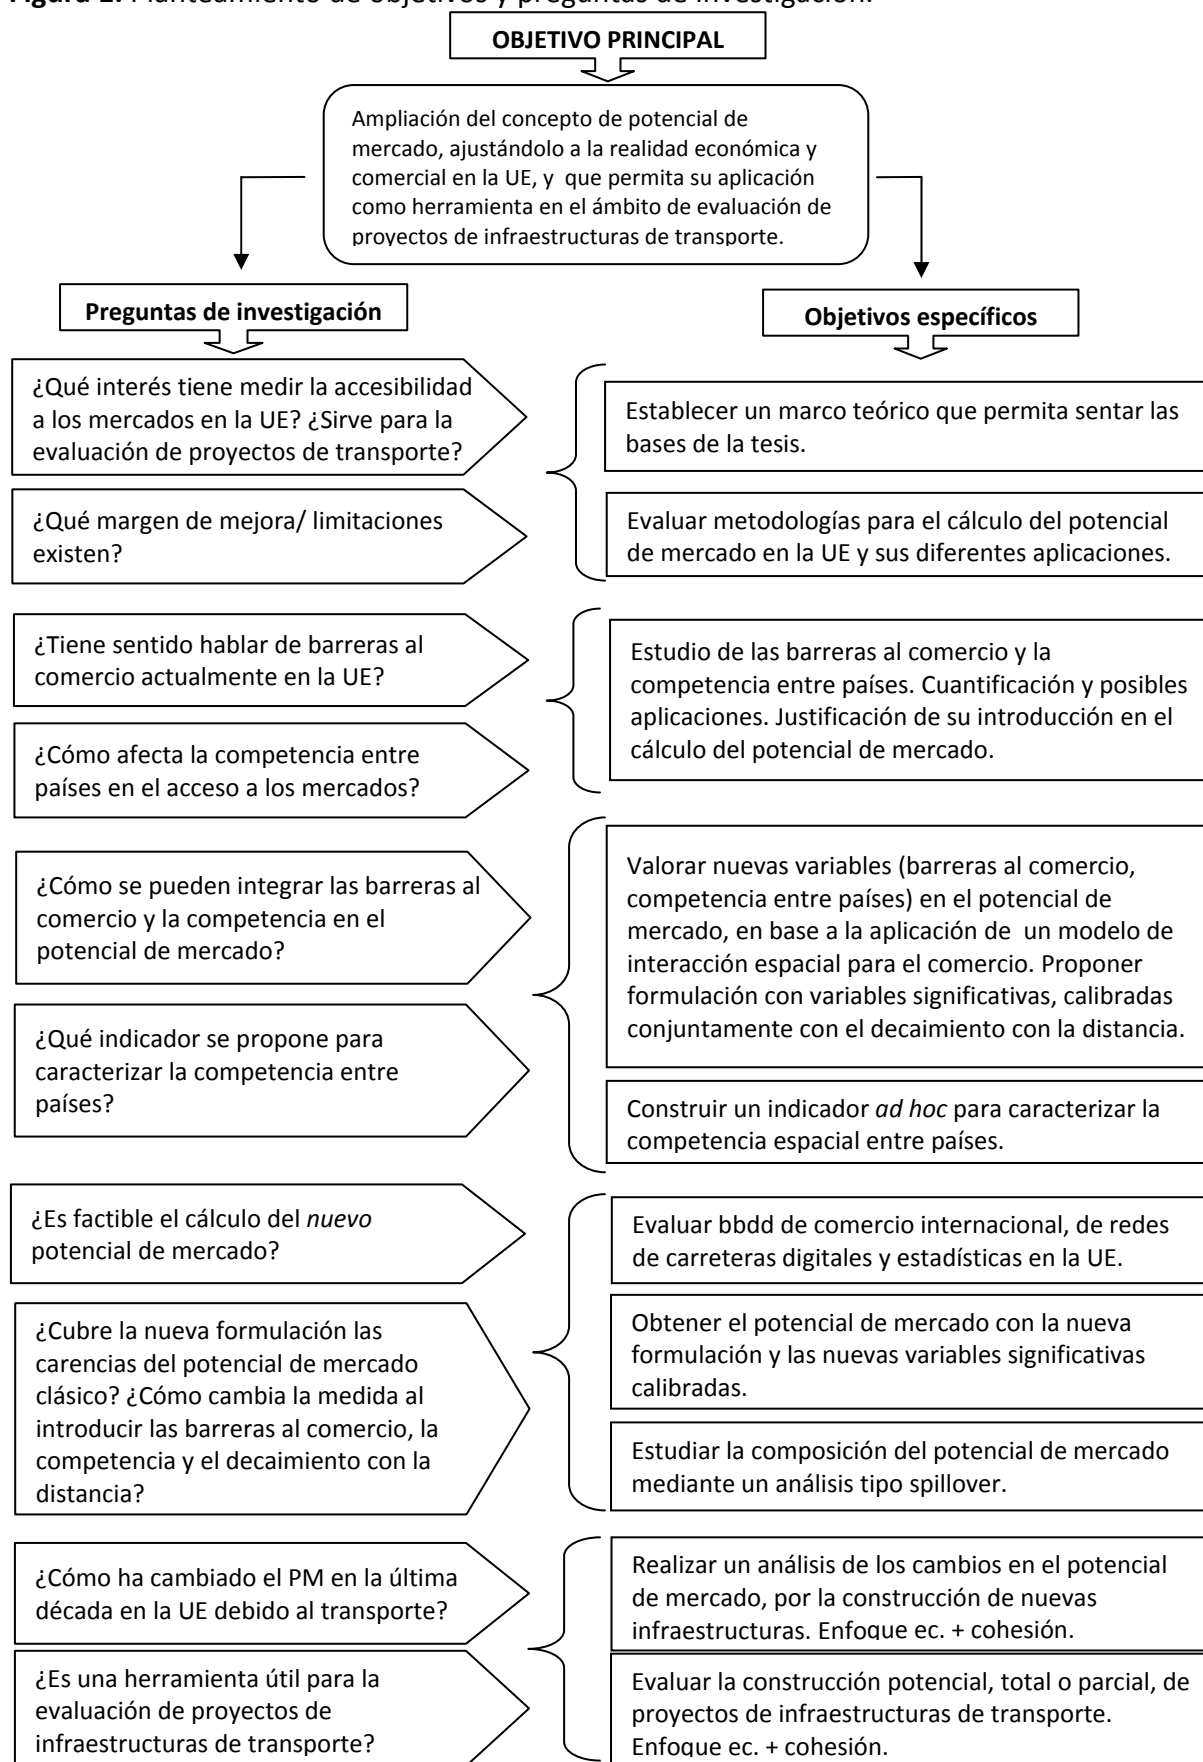 Figura 1. Planteamiento de objetivos y preguntas de investigación.
OBJETIVO PRINCIPAL
Ampliación del concepto de potencial de
mercado, ajustándolo a la realidad económica y
comercial en la UE, y que permita su aplicación
como herramienta en el ámbito de evaluación de
proyectos de infraestructuras de transporte.
Preguntas de investigación
¿Qué interés tiene medir la accesibilidad
a los mercados en la UE? ¿Sirve para la
evaluación de proyectos de transporte?
¿Qué margen de mejora/ limitaciones
existen?
¿Tiene sentido hablar de barreras al
comercio actualmente en la UE?
¿Cómo afecta la competencia entre
países en el acceso a los mercados?
¿Cómo se pueden integrar las barreras al
comercio y la competencia en el
potencial de mercado?
¿Qué indicador se propone para
caracterizar la competencia entre
países?
¿Es factible el cálculo del nuevo
potencial de mercado?
¿Cubre la nueva formulación las
carencias del potencial de mercado
clásico? ¿Cómo cambia la medida al
introducir las barreras al comercio, la
competencia y el decaimiento con la
distancia?
¿Cómo ha cambiado el PM en la última
década en la UE debido al transporte?
¿Es una herramienta útil para la
evaluación de proyectos de
infraestructuras de transporte?
Objetivos específicos
Establecer un marco teórico que permita sentar las
bases de la tesis.
Evaluar metodologías para el cálculo del potencial
de mercado en la UE y sus diferentes aplicaciones.
Estudio de las barreras al comercio y la
competencia entre países. Cuantificación y posibles
aplicaciones. Justificación de su introducción en el
cálculo del potencial de mercado.
Valorar nuevas variables (barreras al comercio,
competencia entre países) en el potencial de
mercado, en base a la aplicación de un modelo de
interacción espacial para el comercio. Proponer
formulación con variables significativas, calibradas
conjuntamente con el decaimiento con la distancia.
Construir un indicador ad hoc para caracterizar la
competencia espacial entre países.
Evaluar bbdd de comercio internacional, de redes
de carreteras digitales y estadísticas en la UE.
Obtener el potencial de mercado con la nueva
formulación y las nuevas variables significativas
calibradas.
Estudiar la composición del potencial de mercado
mediante un análisis tipo spillover.
Realizar un análisis de los cambios en el potencial
de mercado, por la construcción de nuevas
infraestructuras. Enfoque ec. + cohesión.
Evaluar la construcción potencial, total o parcial, de
proyectos de infraestructuras de transporte.
Enfoque ec. + cohesión.